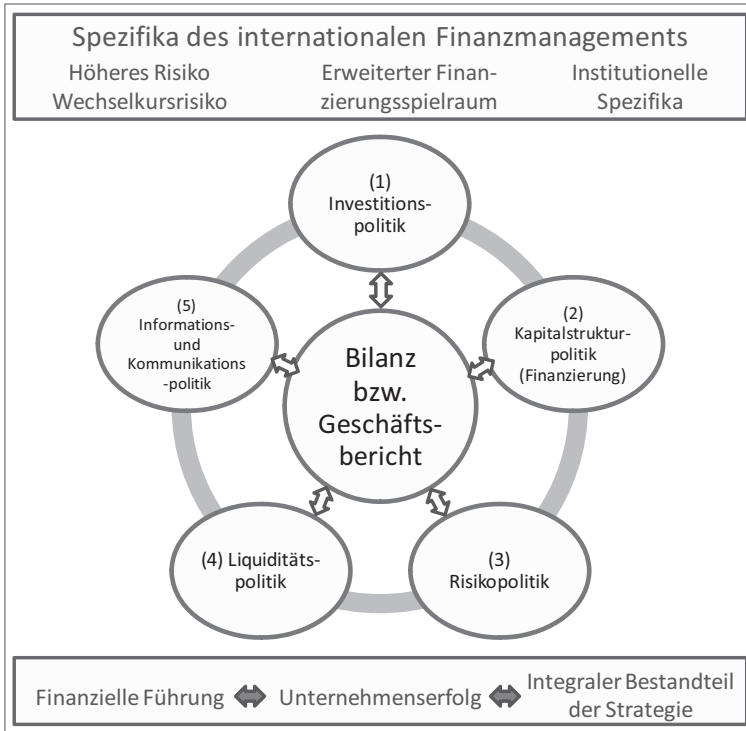 Spezifika des internationalen Finanzmanagements
Höheres Risiko
Wechselkursrisiko
Erweiterter Finan-
zierungsspielraum
Institutionelle
Spezifika
(1)
Investitions-
politik
(2)
Kapitalstruktur-
politik
(Finanzierung)
(3)
Risikopolitik
(4) Liquiditäts-
politik
(5)
Informations-
und
Kommunikations
-politik
Bilanz
bzw.
Geschäfts-
bericht
Finanzielle Führung
Unternehmenserfolg
Integraler Bestandteil
der Strategie